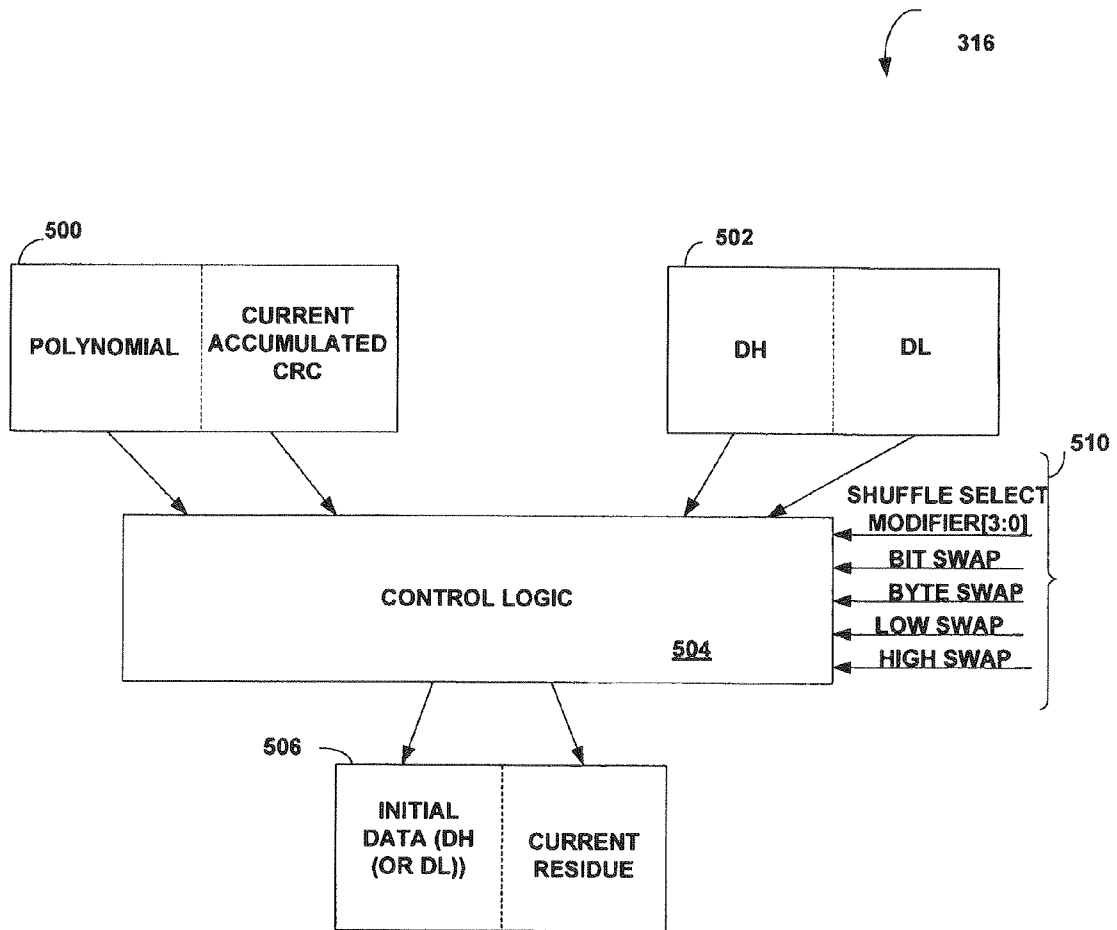 316
500
502
POLYNOMIAL
CURRENT
ACCUMULATED
CRC
DH
DL
510
SHUFFLE SELECT
MODIFIER[3:0]
BIT SWAP
BYTE SWAP
LOW SWAP
HIGH SWAP
CONTROL LOGIC
504
506
INITIAL
DATA (DH
(OR DL))
CURRENT
RESIDUE